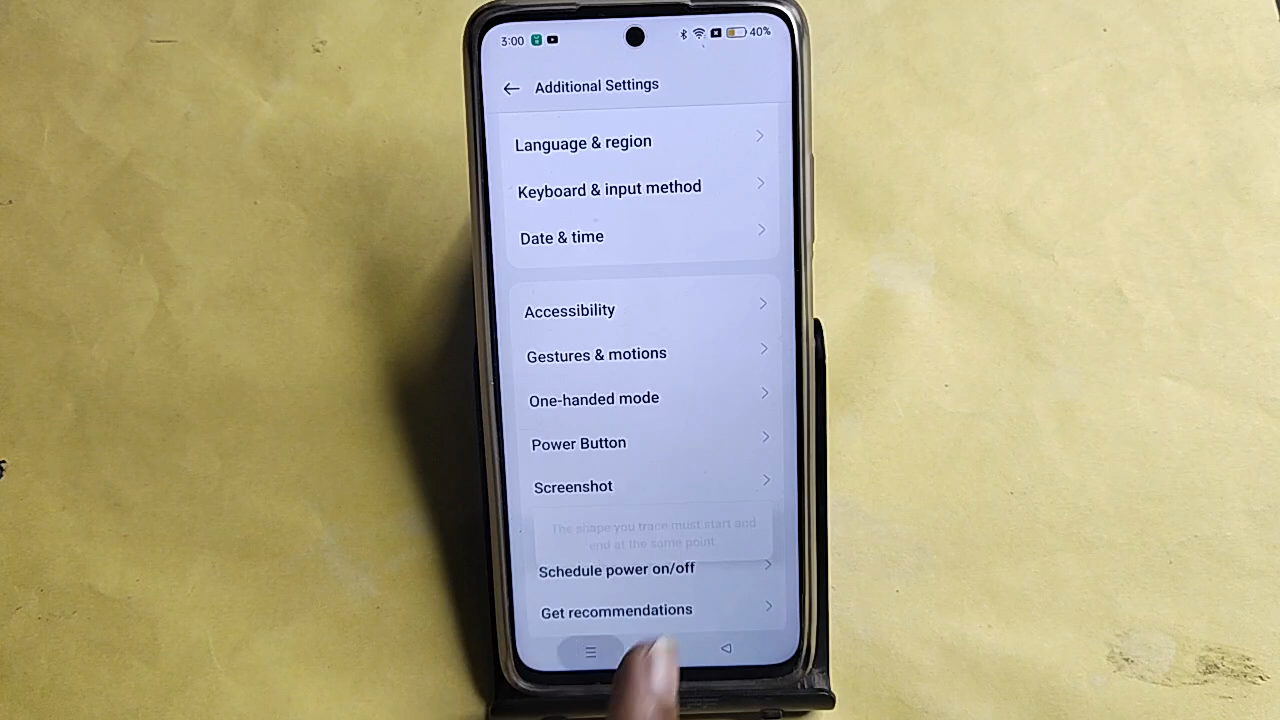 3:00 40%
Additional Settings
Language & region
Keyboard & input method
Date & time
Accessibility
Gestures & motions
One-handed mode
Power Button
Screenshot
The shape you trace must start and
end at the same point
Schedule power on/off
Get recommendations